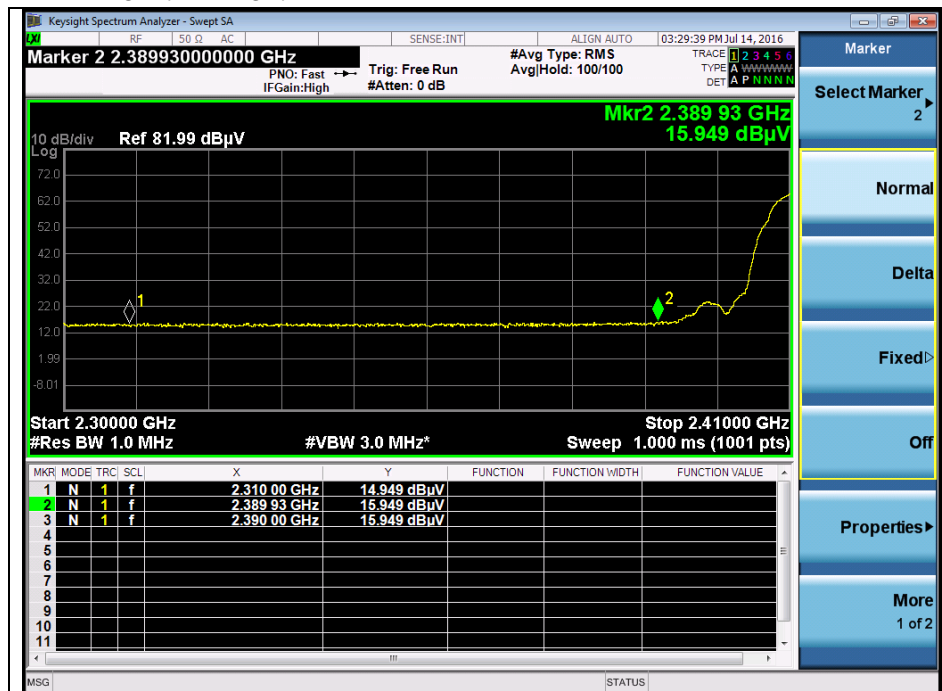 Keysight Spectrum Analyzer - Swept SA
LXI RF 50 Ω AC SENSE:INT ALIGN AUTO 03:29:39 PM Jul 14, 2016
Marker 2 2.389930000000 GHz
PNO: Fast
IFGain:High
Trig: Free Run
#Atten: 0 dB
#Avg Type: RMS
Avg|Hold: 100/100
TRACE 1 2 3 4 5 6
TYPE A WWWWW
DET A P N N N N
Mkr2 2.389 93 GHz
15.949 dBµV
10 dB/div Ref 81.99 dBµV
Log
72.0
62.0
52.0
42.0
32.0
22.0
12.0
1.99
-8.01
1
2
Start 2.30000 GHz Stop 2.41000 GHz
#Res BW 1.0 MHz #VBW 3.0 MHz* Sweep 1.000 ms (1001 pts)
MKR MODE TRC SCL X Y FUNCTION FUNCTION WIDTH FUNCTION VALUE
1 N 1 f 2.310 00 GHz 14.949 dBµV
2 N 1 f 2.389 93 GHz 15.949 dBµV
3 N 1 f 2.390 00 GHz 15.949 dBµV
4
5
6
7
8
9
10
11
MSG STATUS
Marker
Select Marker
2
Normal
Delta
Fixed
Off
Properties
More
1 of 2